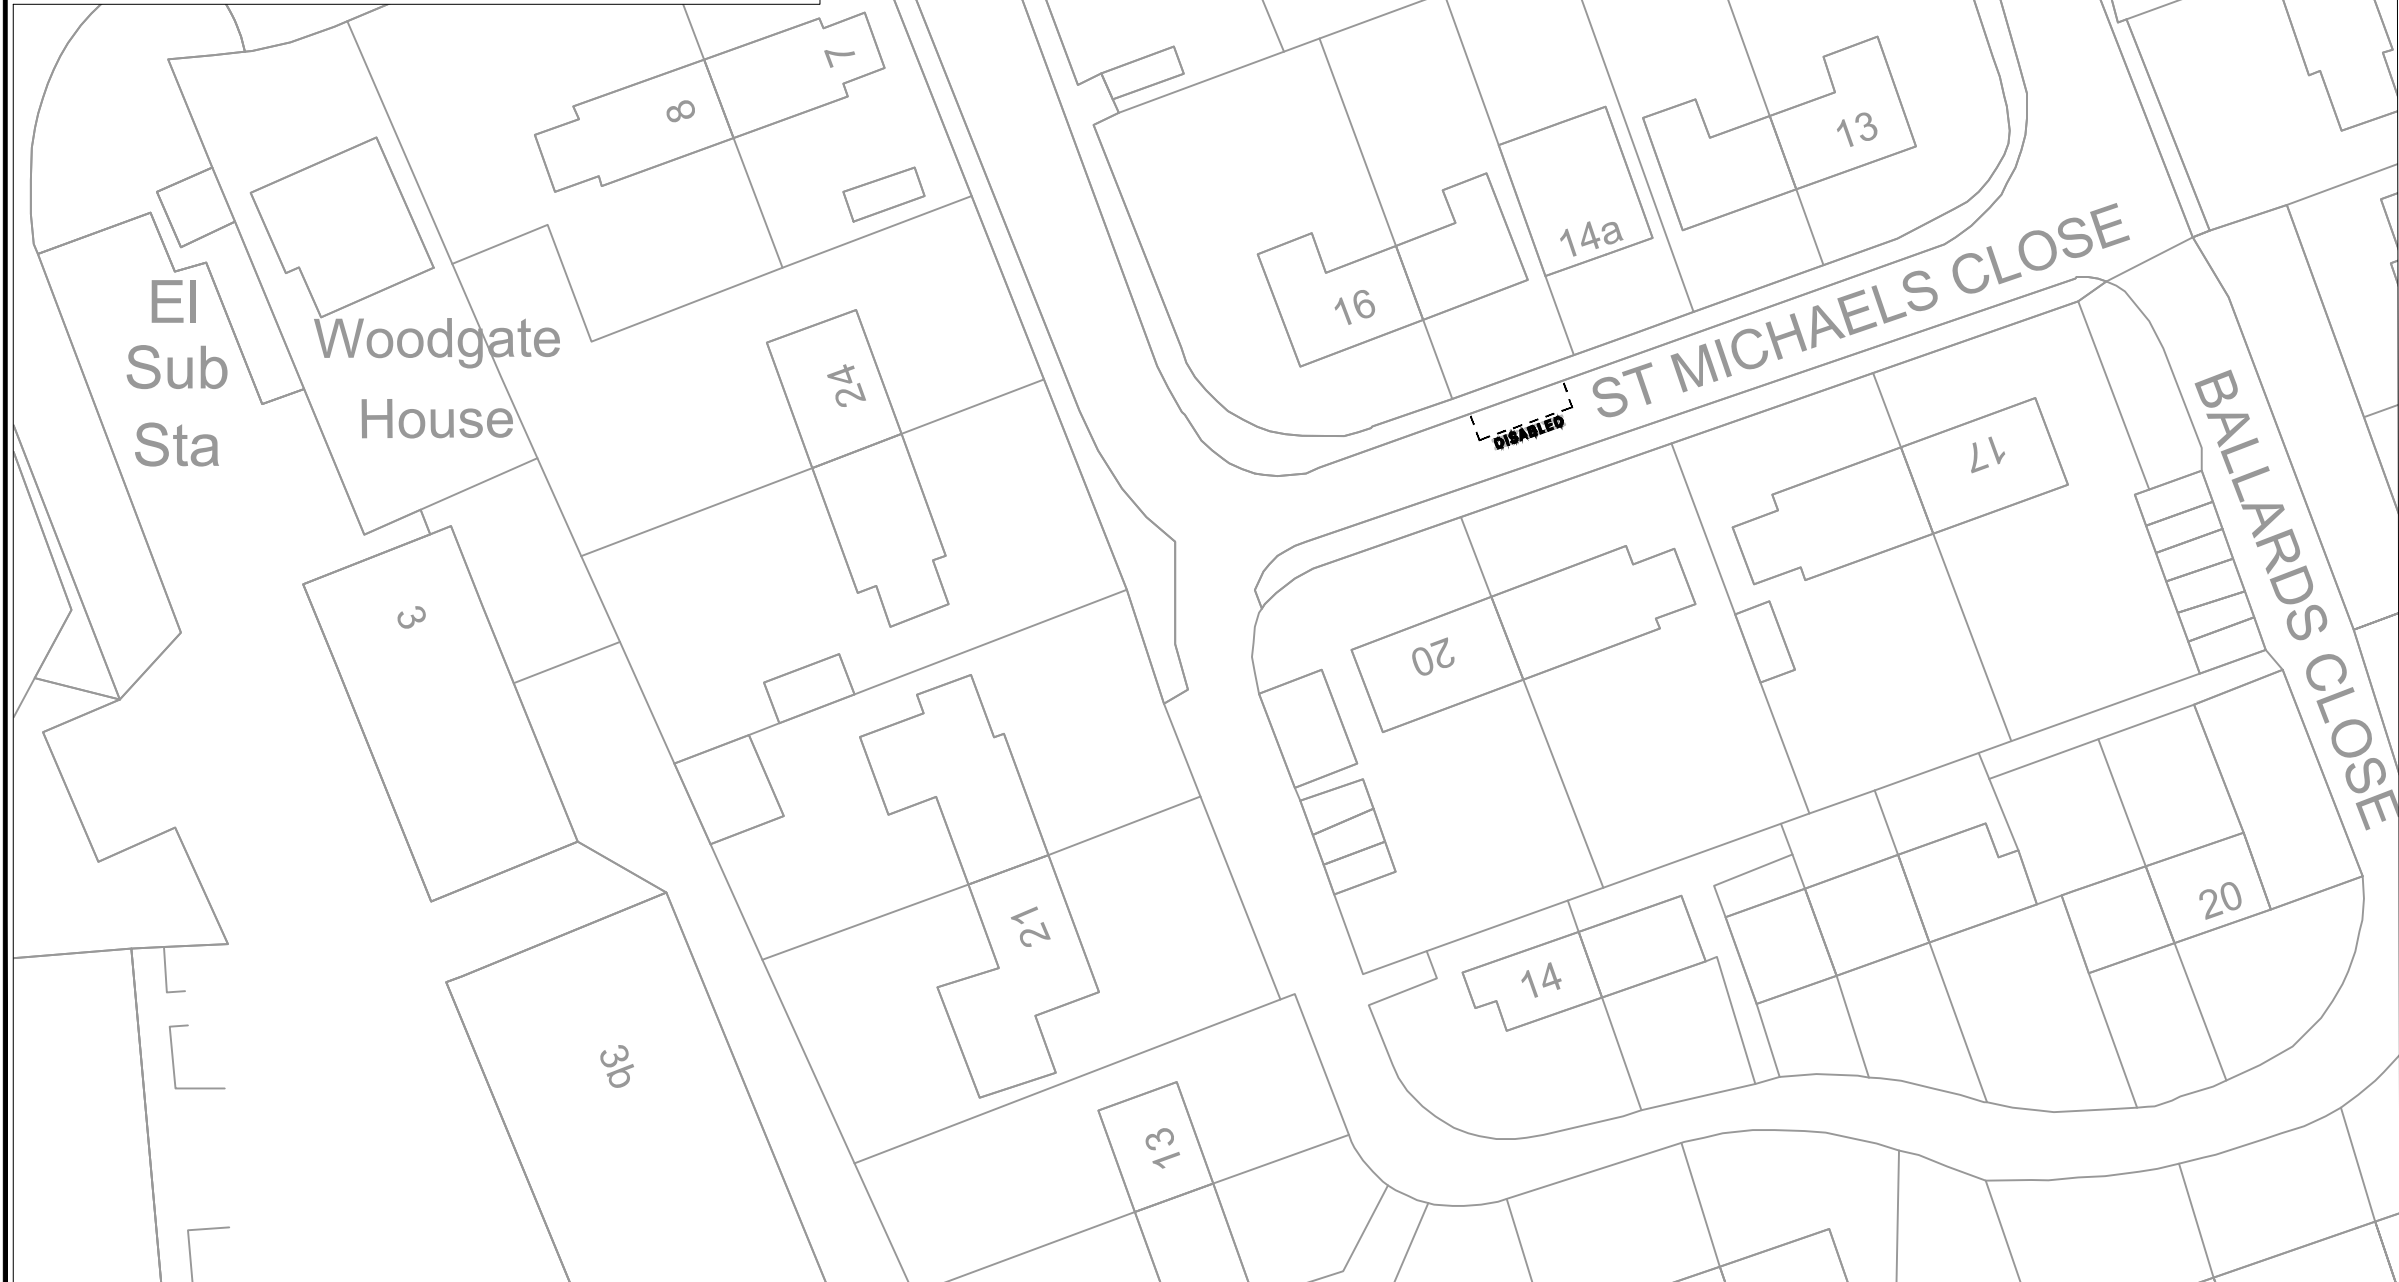 7
8
13
14a
16
El
Sub
Sta
Woodgate
House
24
ST MICHAELS CLOSE
DISABLED
BALLARDS CLOSE
17
3
20
21
20
14
3b
13